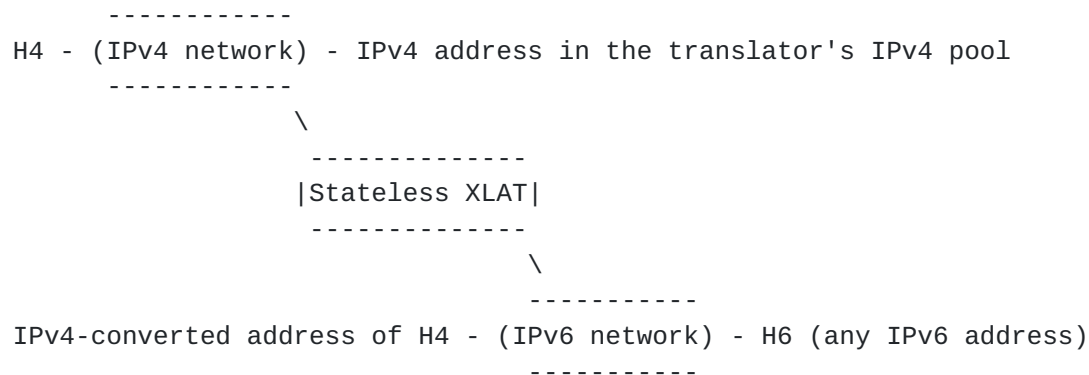 ------------
H4 - (IPv4 network) - IPv4 address in the translator's IPv4 pool
------------
\
--------------
|Stateless XLAT|
--------------
\
-----------
IPv4-converted address of H4 - (IPv6 network) - H6 (any IPv6 address)
-----------